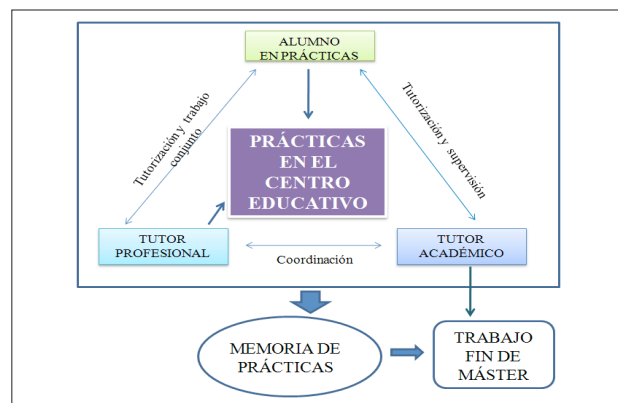 ALUMNO
EN PRÁCTICAS
Tutorización y trabajo
conjunto
Tutorización y supervisión
PRÁCTICAS
EN EL
CENTRO
EDUCATIVO
TUTOR
PROFESIONAL
Coordinación
TUTOR
ACADÉMICO
MEMORIA DE
PRÁCTICAS
TRABAJO
FIN DE
MÁSTER